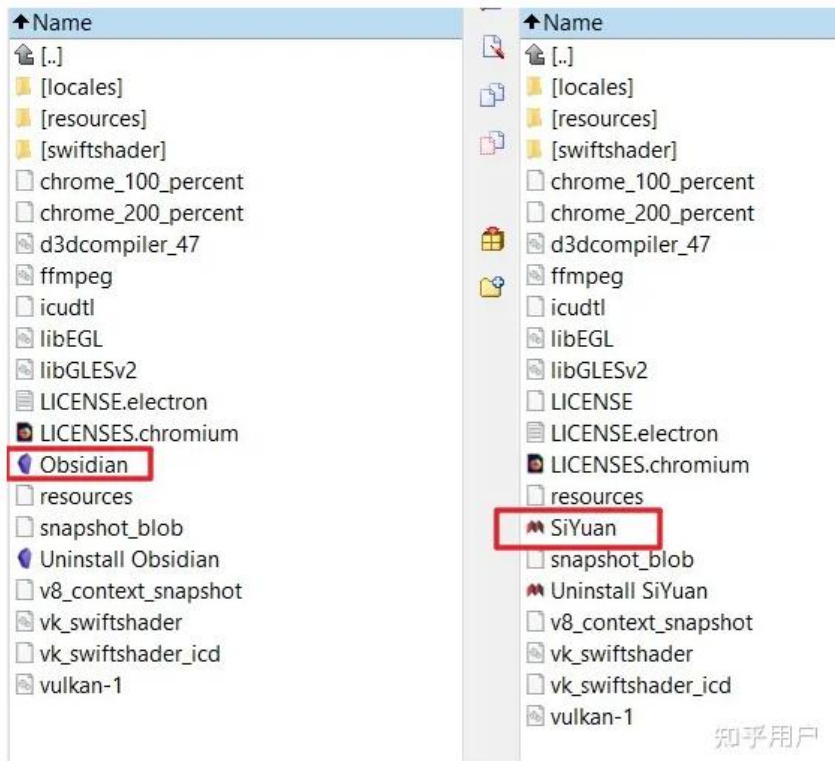 Name
[..]
[locales]
[resources]
[swiftshader]
chrome_100_percent
chrome_200_percent
d3dcompiler_47
ffmpeg
icudtl
libEGL
libGLESv2
LICENSE.electron
LICENSES.chromium
Obsidian
resources
snapshot_blob
Uninstall Obsidian
v8_context_snapshot
vk_swiftshader
vk_swiftshader_icd
vulkan-1
Name
[..]
[locales]
[resources]
[swiftshader]
chrome_100_percent
chrome_200_percent
d3dcompiler_47
ffmpeg
icudtl
libEGL
libGLESv2
LICENSE
LICENSE.electron
LICENSES.chromium
resources
SiYuan
snapshot_blob
Uninstall SiYuan
v8_context_snapshot
vk_swiftshader
vk_swiftshader_icd
vulkan-1
知乎用户